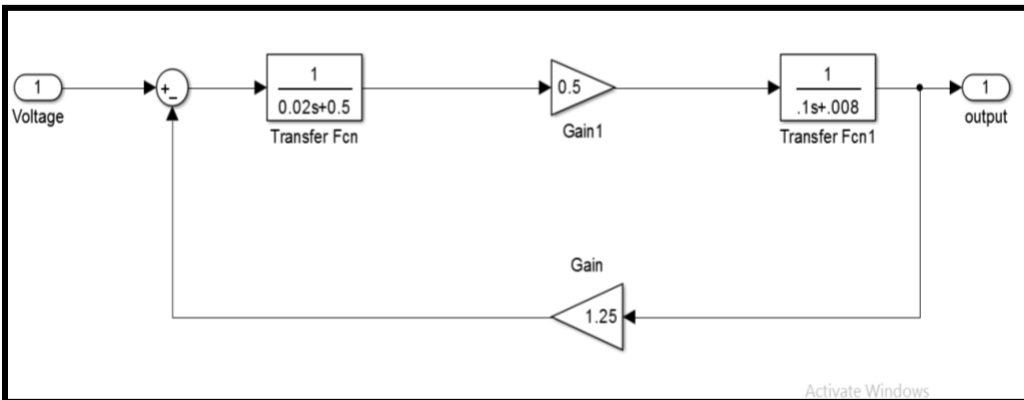 1
Voltage
+
−
1
0.02s+0.5
Transfer Fcn
0.5
Gain1
1
.1s+.008
Transfer Fcn1
1
output
Gain
1.25
Activate Windows